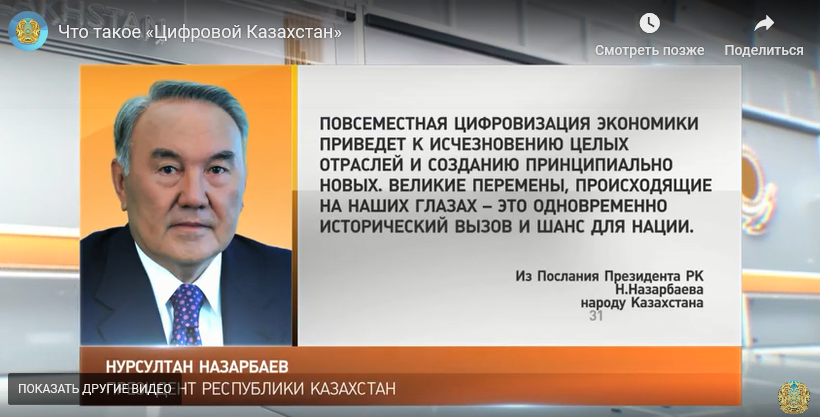 Что такое «Цифровой Казахстан»
Смотреть позже
Поделиться
ПОВСЕМЕСТНАЯ ЦИФРОВИЗАЦИЯ ЭКОНОМИКИ
ПРИВЕДЕТ К ИСЧЕЗНОВЕНИЮ ЦЕЛЫХ
ОТРАСЛЕЙ И СОЗДАНИЮ ПРИНЦИПИАЛЬНО
НОВЫХ. ВЕЛИКИЕ ПЕРЕМЕНЫ, ПРОИСХОДЯЩИЕ
НА НАШИХ ГЛАЗАХ – ЭТО ОДНОВРЕМЕННО
ИСТОРИЧЕСКИЙ ВЫЗОВ И ШАНС ДЛЯ НАЦИИ.
Из Послания Президента РК
Н.Назарбаева
народу Казахстана
31
НУРСУЛТАН НАЗАРБАЕВ
ПОКАЗАТЬ ДРУГИЕ ВИДЕО
РЕСПУБЛИКИ КАЗАХСТАН